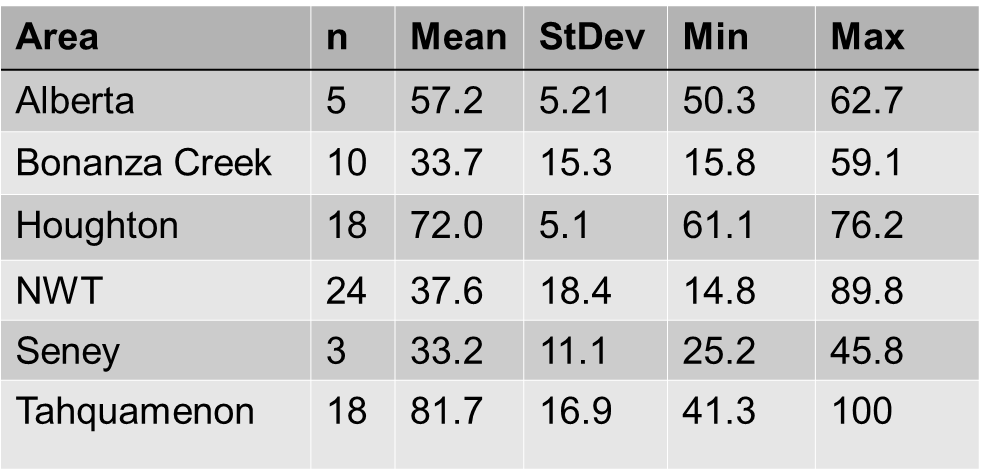 Area n Mean StDev Min Max
Alberta 5 57.2 5.21 50.3 62.7
Bonanza Creek 10 33.7 15.3 15.8 59.1
Houghton 18 72.0 5.1 61.1 76.2
NWT 24 37.6 18.4 14.8 89.8
Seney 3 33.2 11.1 25.2 45.8
Tahquamenon 18 81.7 16.9 41.3 100